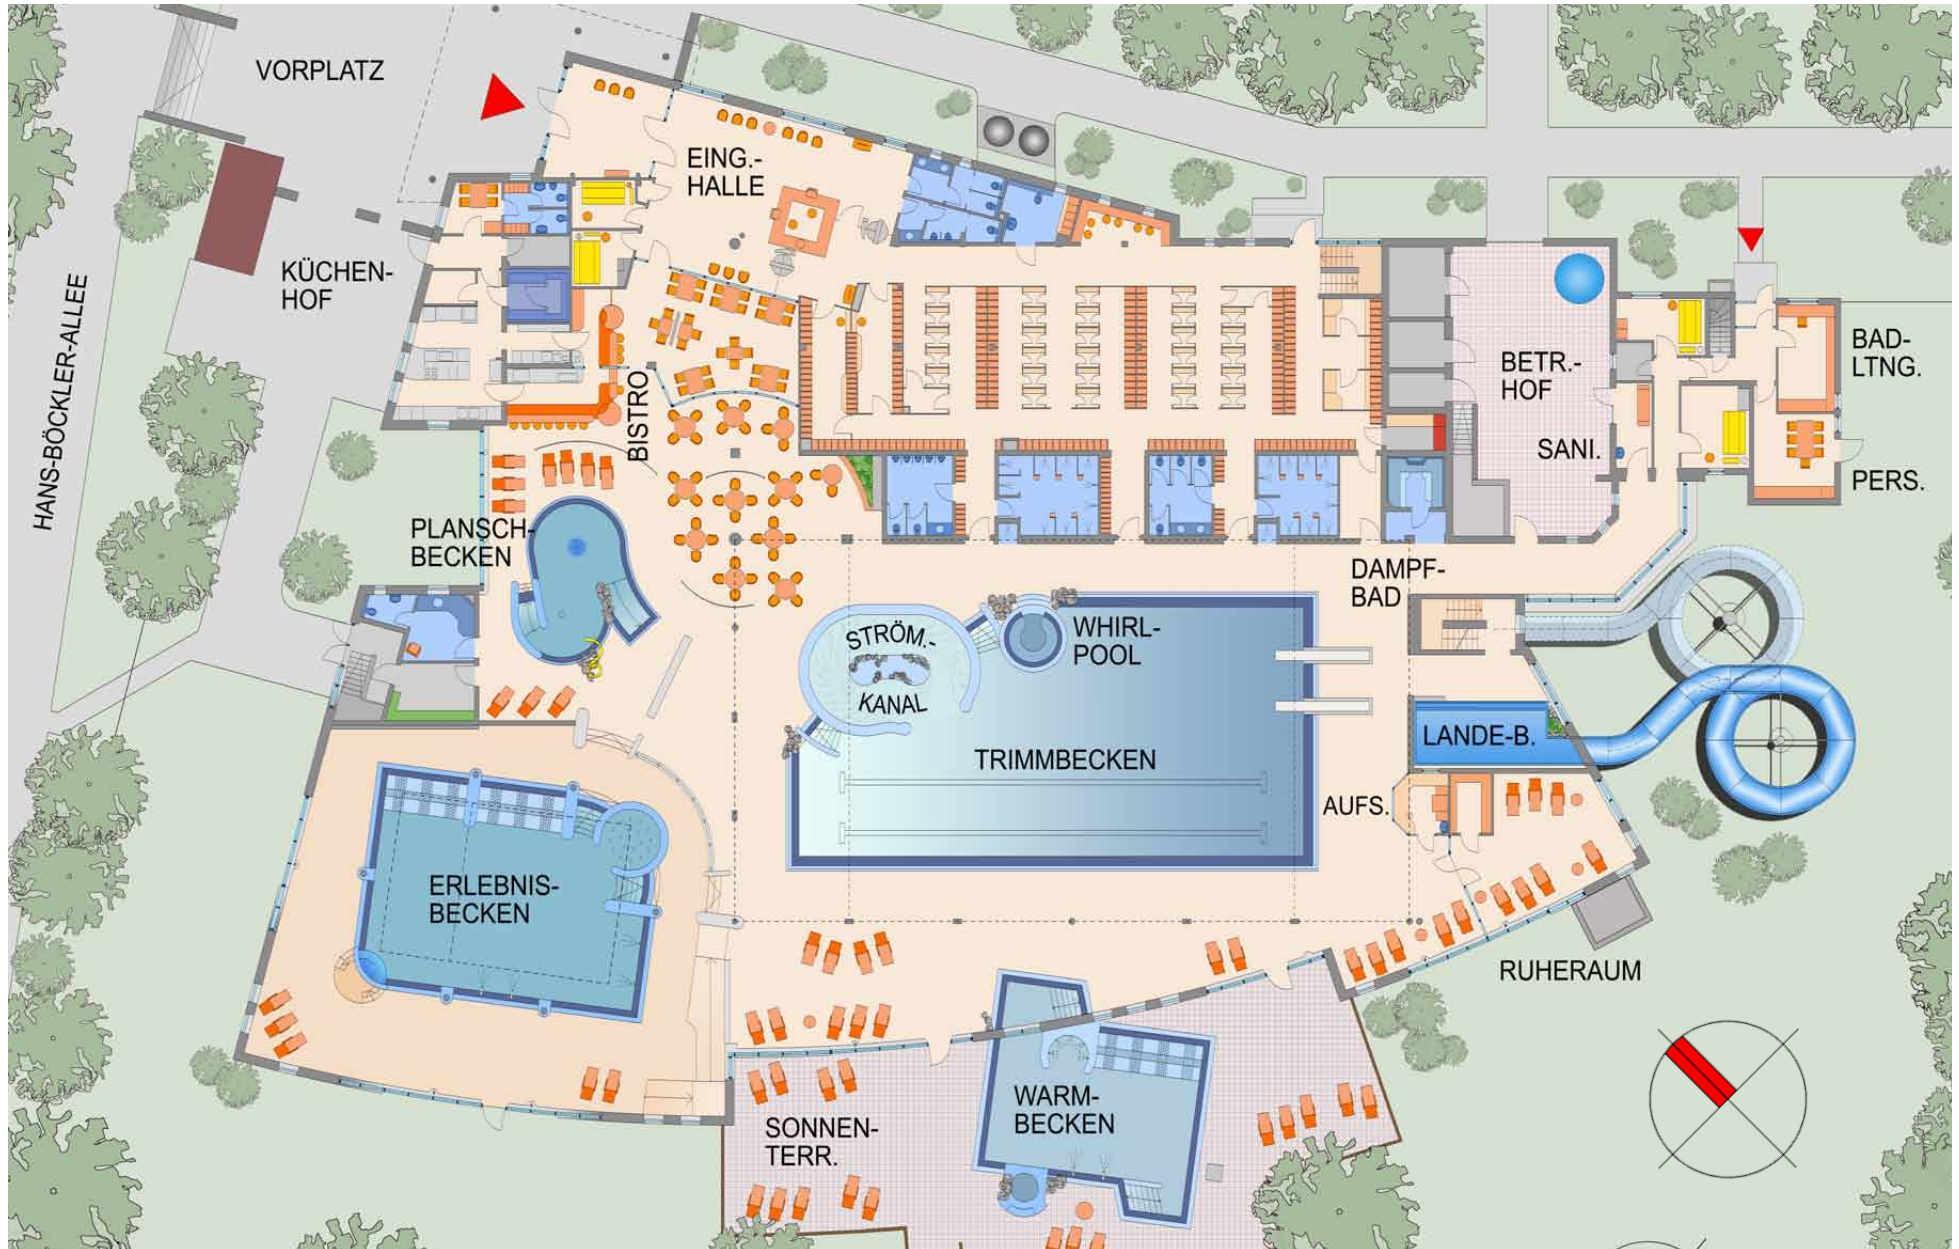 VORPLATZ
EING.-
HALLE
KÜCHEN-
HOF
HANS-BÖCKLER-ALLEE
BISTRO
BETR.-
HOF
BAD-
LTNG.
SANI.
PERS.
PLANSCH-
BECKEN
DAMPF-
BAD
STRÖM.-
KANAL
WHIRL-
POOL
TRIMMBECKEN
LANDE-B.
AUFS.
ERLEBNIS-
BECKEN
RUHERAUM
WARM-
BECKEN
SONNEN-
TERR.